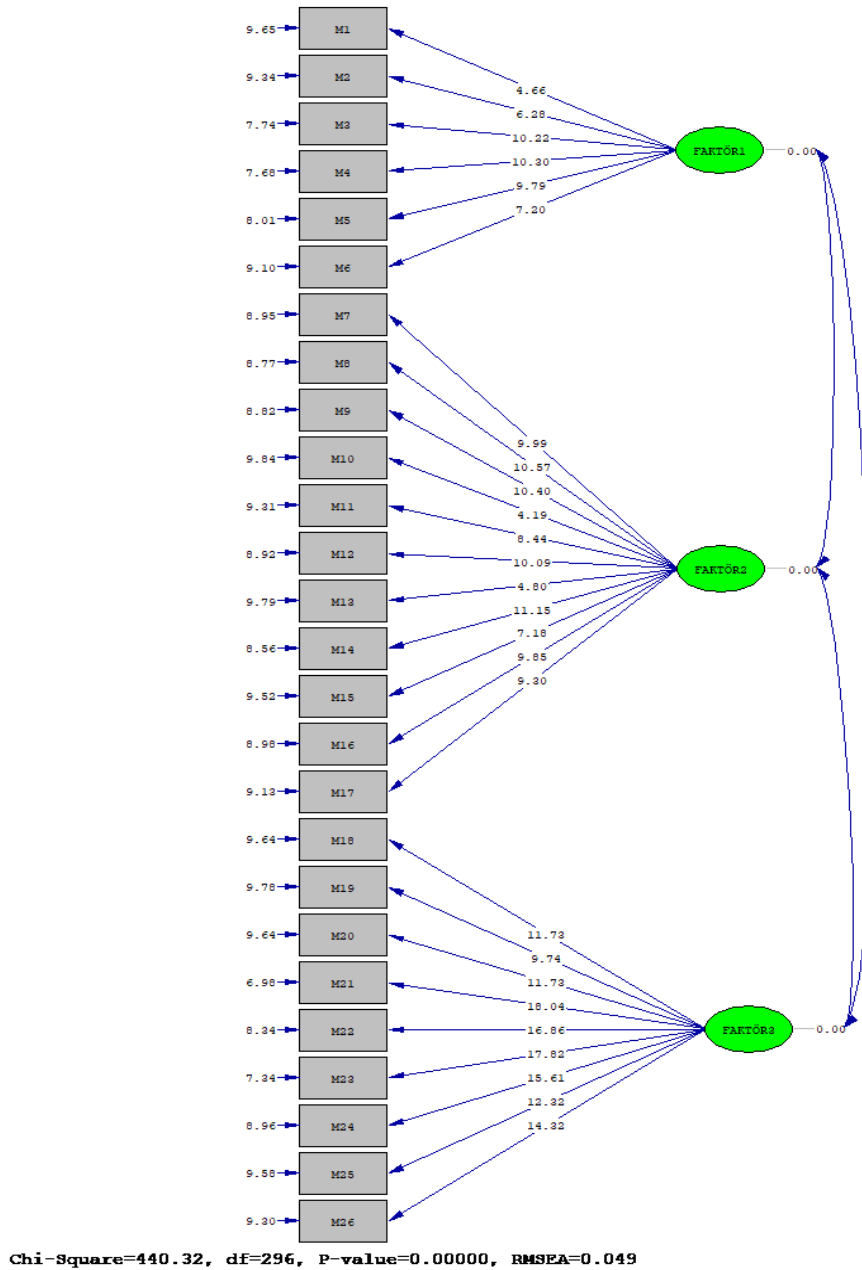 9.65 M1
9.34 M2
7.74 M3
7.68 M4
8.01 M5
9.10 M6
4.66
6.28
10.22
10.30
9.79
7.20
FAKTÖR1 0.00
8.95 M7
8.77 M8
8.82 M9
9.84 M10
9.31 M11
8.92 M12
9.79 M13
8.56 M14
9.52 M15
8.98 M16
9.13 M17
9.99
10.57
10.40
4.19
8.44
10.09
4.80
11.15
7.18
9.85
9.30
FAKTÖR2 0.00
9.64 M18
9.78 M19
9.64 M20
6.98 M21
8.34 M22
7.34 M23
8.96 M24
9.58 M25
9.30 M26
11.73
9.74
11.73
18.04
16.86
17.82
15.61
12.32
14.32
FAKTÖR3 0.00
Chi-Square=440.32, df=296, P-value=0.00000, RMSEA=0.049